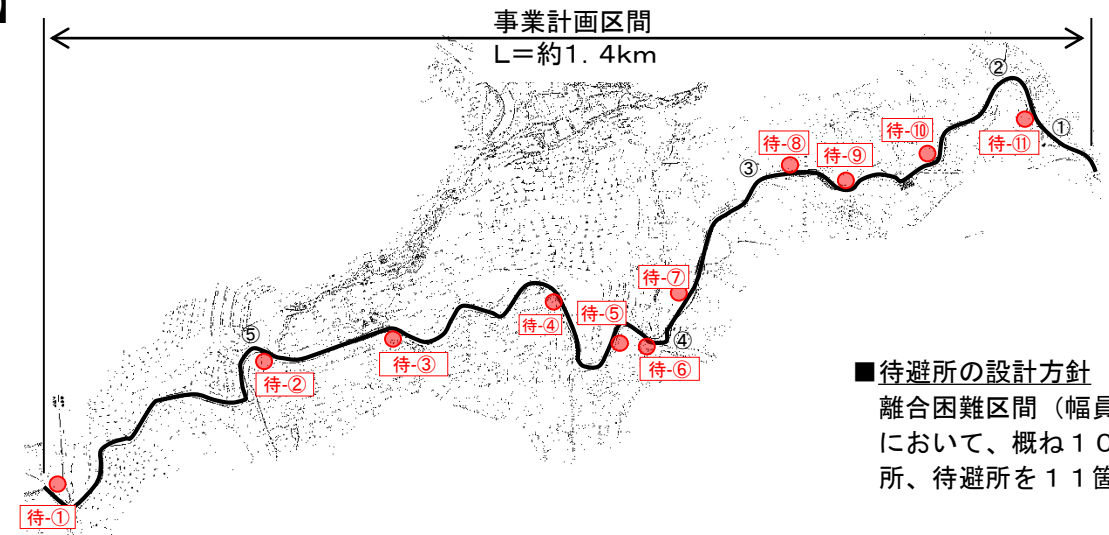 事業計画区間
L=約1.4km
②
①
待-⑧
待-⑩
待-⑨
待-⑪
③
待-⑦
待-⑤
待-④
④
待-⑥
⑤
待-③
待-②
待-①
■待避所の設計方針
離合困難区間（幅員
において、概ね１０
所、待避所を１１箇